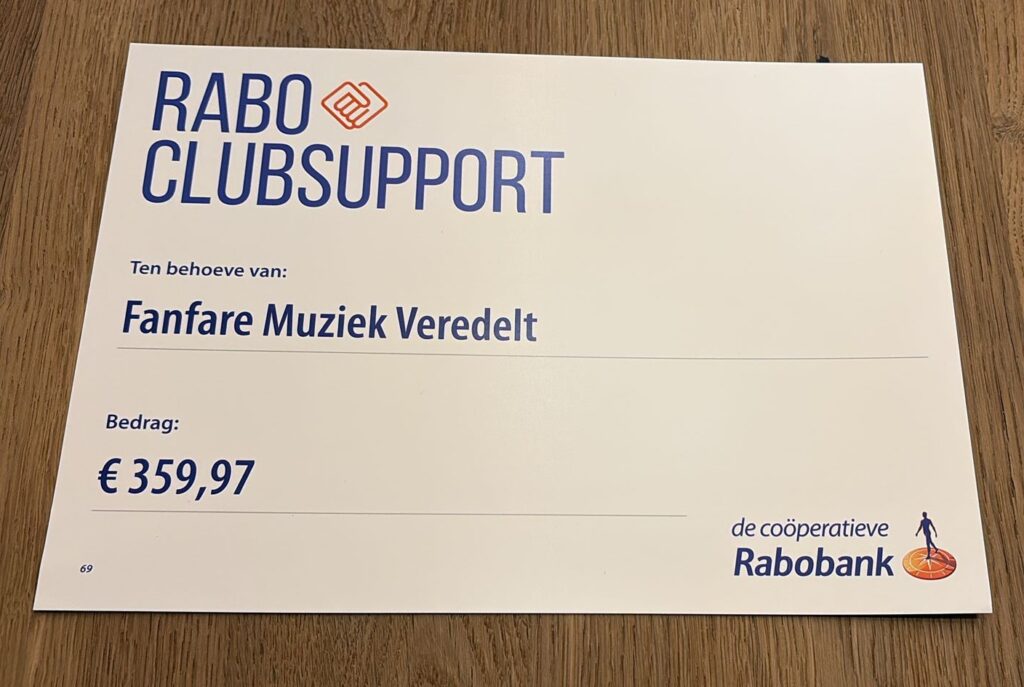 RABO
CLUBSUPPORT
Ten behoeve van:
Fanfare Muziek Veredelt
Bedrag:
€ 359,97
de coöperatieve
Rabobank
69